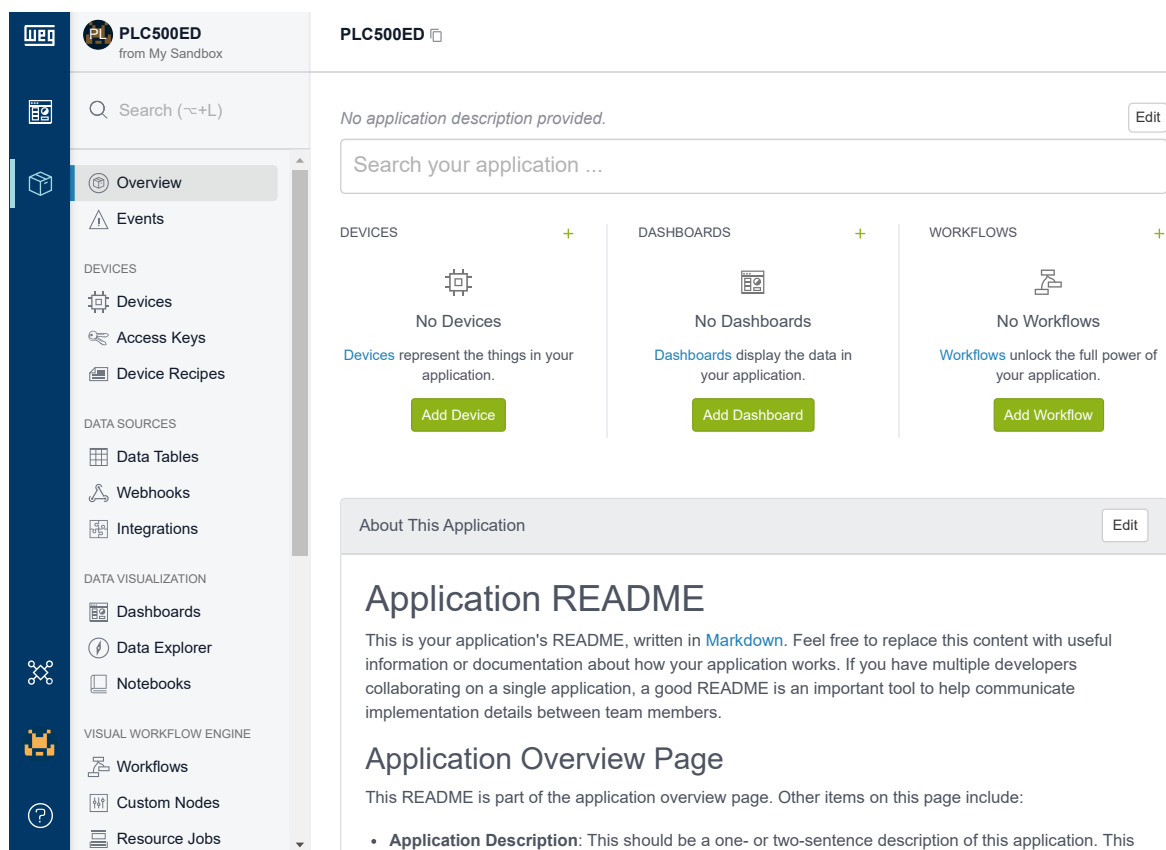 weg
PL
PLC500ED
from My Sandbox
Search (⌥+L)
Overview
Events
DEVICES
Devices
Access Keys
Device Recipes
DATA SOURCES
Data Tables
Webhooks
Integrations
DATA VISUALIZATION
Dashboards
Data Explorer
Notebooks
VISUAL WORKFLOW ENGINE
Workflows
Custom Nodes
Resource Jobs
PLC500ED
No application description provided.
Edit
Search your application ...
DEVICES +
No Devices
Devices represent the things in your
application.
Add Device
DASHBOARDS +
No Dashboards
Dashboards display the data in
your application.
Add Dashboard
WORKFLOWS +
No Workflows
Workflows unlock the full power of
your application.
Add Workflow
About This Application
Edit
Application README
This is your application's README, written in Markdown. Feel free to replace this content with useful
information or documentation about how your application works. If you have multiple developers
collaborating on a single application, a good README is an important tool to help communicate
implementation details between team members.
Application Overview Page
This README is part of the application overview page. Other items on this page include:
• Application Description: This should be a one- or two-sentence description of this application. This